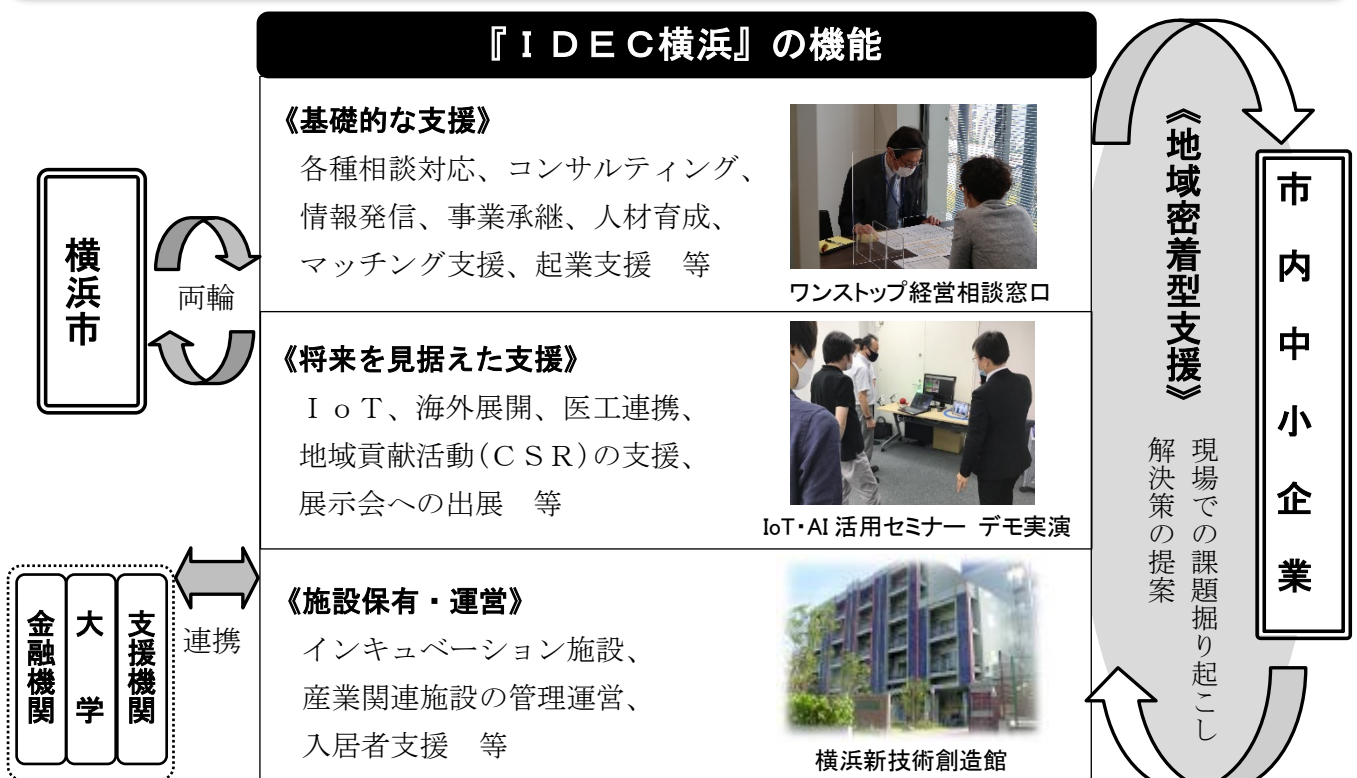 『ＩＤＥＣ横浜』の機能
横浜市
両輪
《基礎的な支援》
各種相談対応、コンサルティング、
情報発信、事業承継、人材育成、
マッチング支援、起業支援　等
ワンストップ経営相談窓口
《将来を見据えた支援》
ＩｏＴ、海外展開、医工連携、
地域貢献活動(ＣＳＲ)の支援、
展示会への出展　等
IoT・AI 活用セミナー デモ実演
《施設保有・運営》
インキュベーション施設、
産業関連施設の管理運営、
入居者支援　等
横浜新技術創造館
連携
支援機関
大学
金融機関
《地域密着型支援》
現場での課題掘り起こし
解決策の提案
市内中小企業